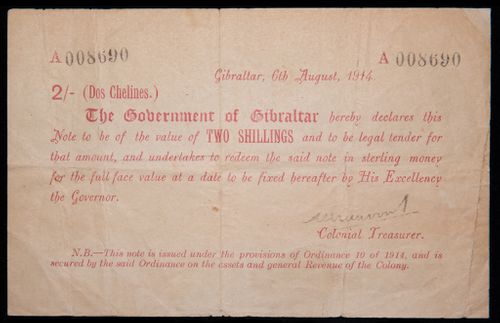 A 008690 A 008690
Gibraltar, 6th August, 1914.
2/- (Dos Chelines.)
The Government of Gibraltar hereby declares this
Note to be of the value of TWO SHILLINGS and to be legal tender for
that amount, and undertakes to redeem the said note in sterling money
for the full face value at a date to be fixed hereafter by His Excellency
the Governor.
Colonial Treasurer.
N.B.—This note is issued under the provisions of Ordinance 10 of 1914, and is
secured by the said Ordinance on the assets and general Revenue of the Colony.